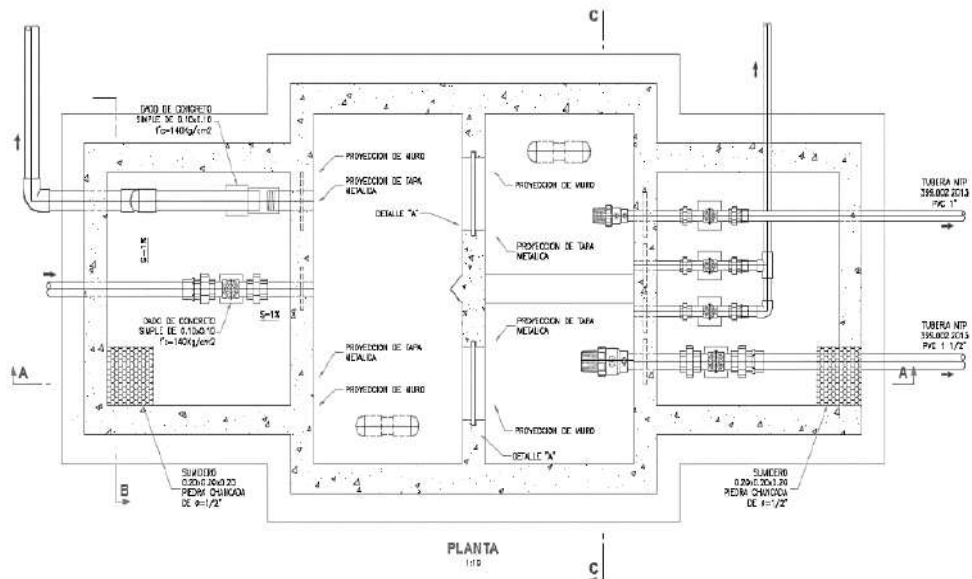 C
DADO DE CONCRETO
SIMPLE DE 0.10x0.10
f'c=140Kg/cm2
PROYECCION DE MURO
PROYECCION DE TAPA
METALICA
DETALLE "A"
PROYECCION DE MURO
PROYECCION DE TAPA
METALICA
TUBERIA NTP
399.002.2015
PVC 1"
S=1%
S=1%
DADO DE CONCRETO
SIMPLE DE 0.10x0.10
f'c=140Kg/cm2
PROYECCION DE TAPA
METALICA
PROYECCION DE MURO
PROYECCION DE TAPA
METALICA
PROYECCION DE MURO
DETALLE "A"
TUBERIA NTP
399.002.2015
PVC 1 1/2"
A
A
B
SUMIDERO
0.20x0.20x0.20
PIEDRA CHANCADA
DE ø=1/2"
SUMIDERO
0.20x0.20x0.20
PIEDRA CHANCADA
DE ø=1/2"
PLANTA
1:10
C